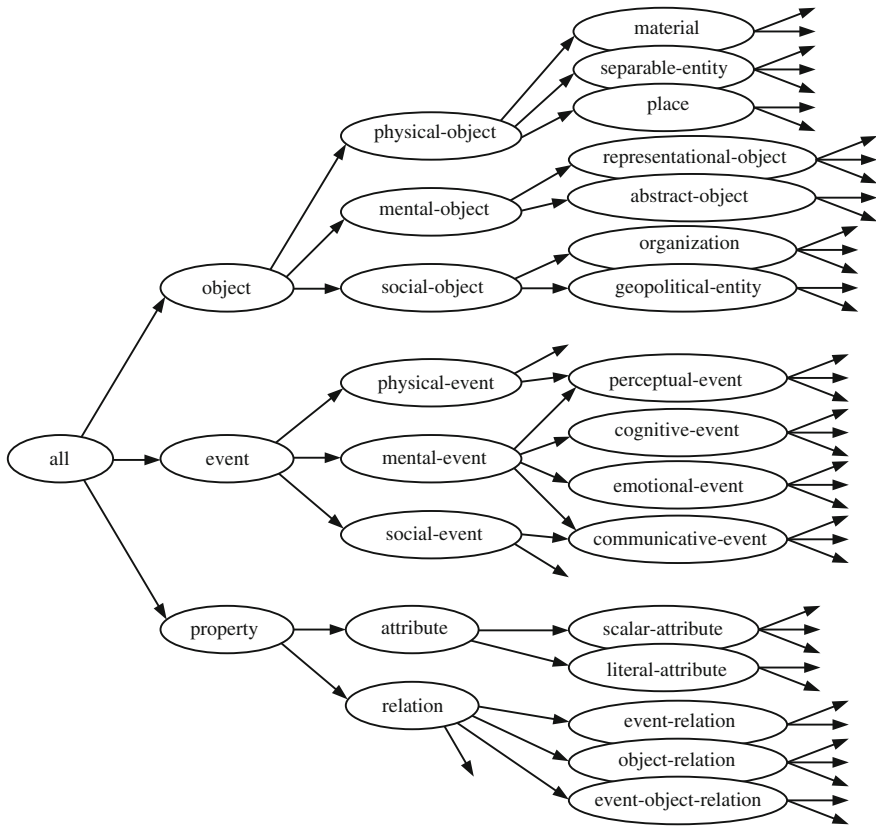 material
separable-entity
place
physical-object
representational-object
mental-object
abstract-object
organization
object
social-object
geopolitical-entity
physical-event
perceptual-event
cognitive-event
all
event
mental-event
emotional-event
social-event
communicative-event
property
attribute
scalar-attribute
literal-attribute
relation
event-relation
object-relation
event-object-relation